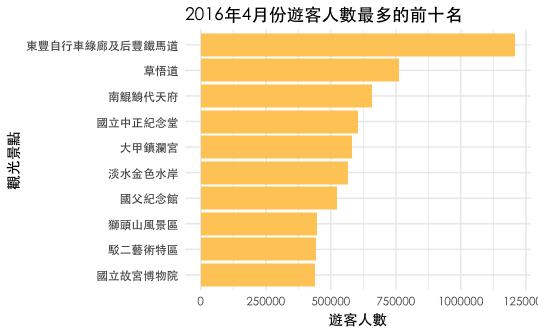 2016年4月份遊客人數最多的前十名
觀光景點
東豐自行車綠廊及后豐鐵馬道
草悟道
南鯤鯓代天府
國立中正紀念堂
大甲鎮瀾宮
淡水金色水岸
國父紀念館
獅頭山風景區
駁二藝術特區
國立故宮博物院
0 250000 500000 750000 1000000 125000
遊客人數